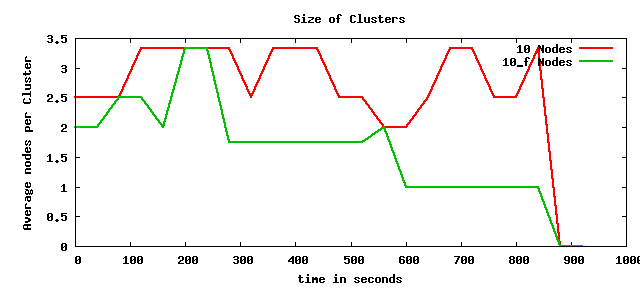 Size of Clusters
3.5
3
2.5
2
1.5
1
0.5
0
Average nodes per Cluster
10 Nodes
10_f Nodes
0 100 200 300 400 500 600 700 800 900 1000
time in seconds